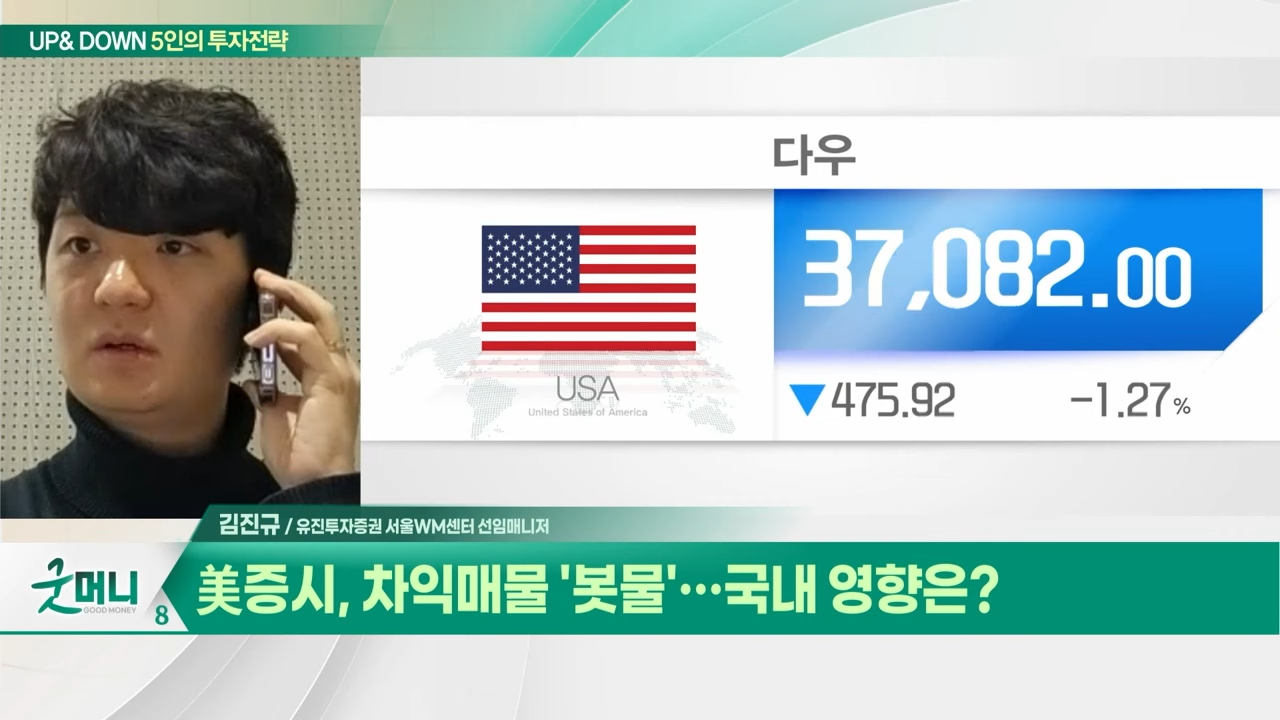 UP& DOWN 5인의 투자전략
다우
37,082.00
USA
United States of America
▼475.92 -1.27%
김진규 / 유진투자증권 서울WM센터 선임매니저
굿머니
GOOD MONEY
8
美증시, 차익매물 '봇물'…국내 영향은?